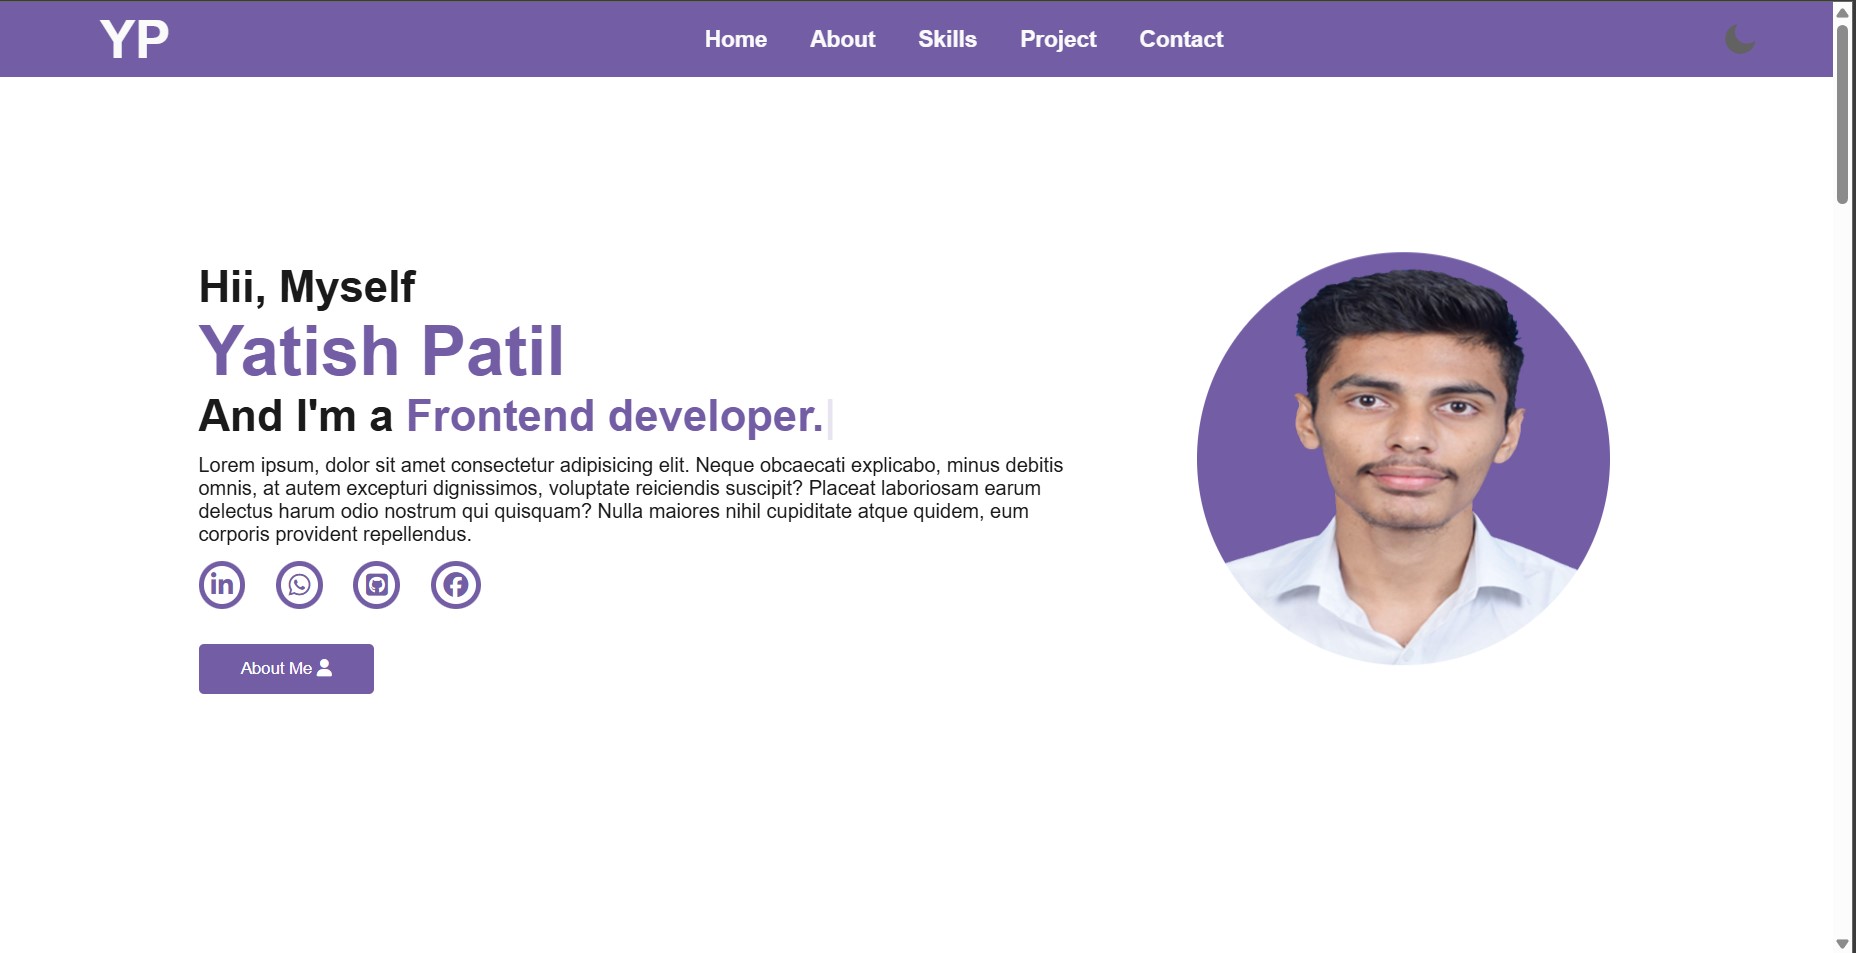 YP
Home About Skills Project Contact
Hii, Myself
Yatish Patil
And I'm a Frontend developer.
Lorem ipsum, dolor sit amet consectetur adipisicing elit. Neque obcaecati explicabo, minus debitis
omnis, at autem excepturi dignissimos, voluptate reiciendis suscipit? Placeat laboriosam earum
delectus harum odio nostrum qui quisquam? Nulla maiores nihil cupiditate atque quidem, eum
corporis provident repellendus.
in
About Me